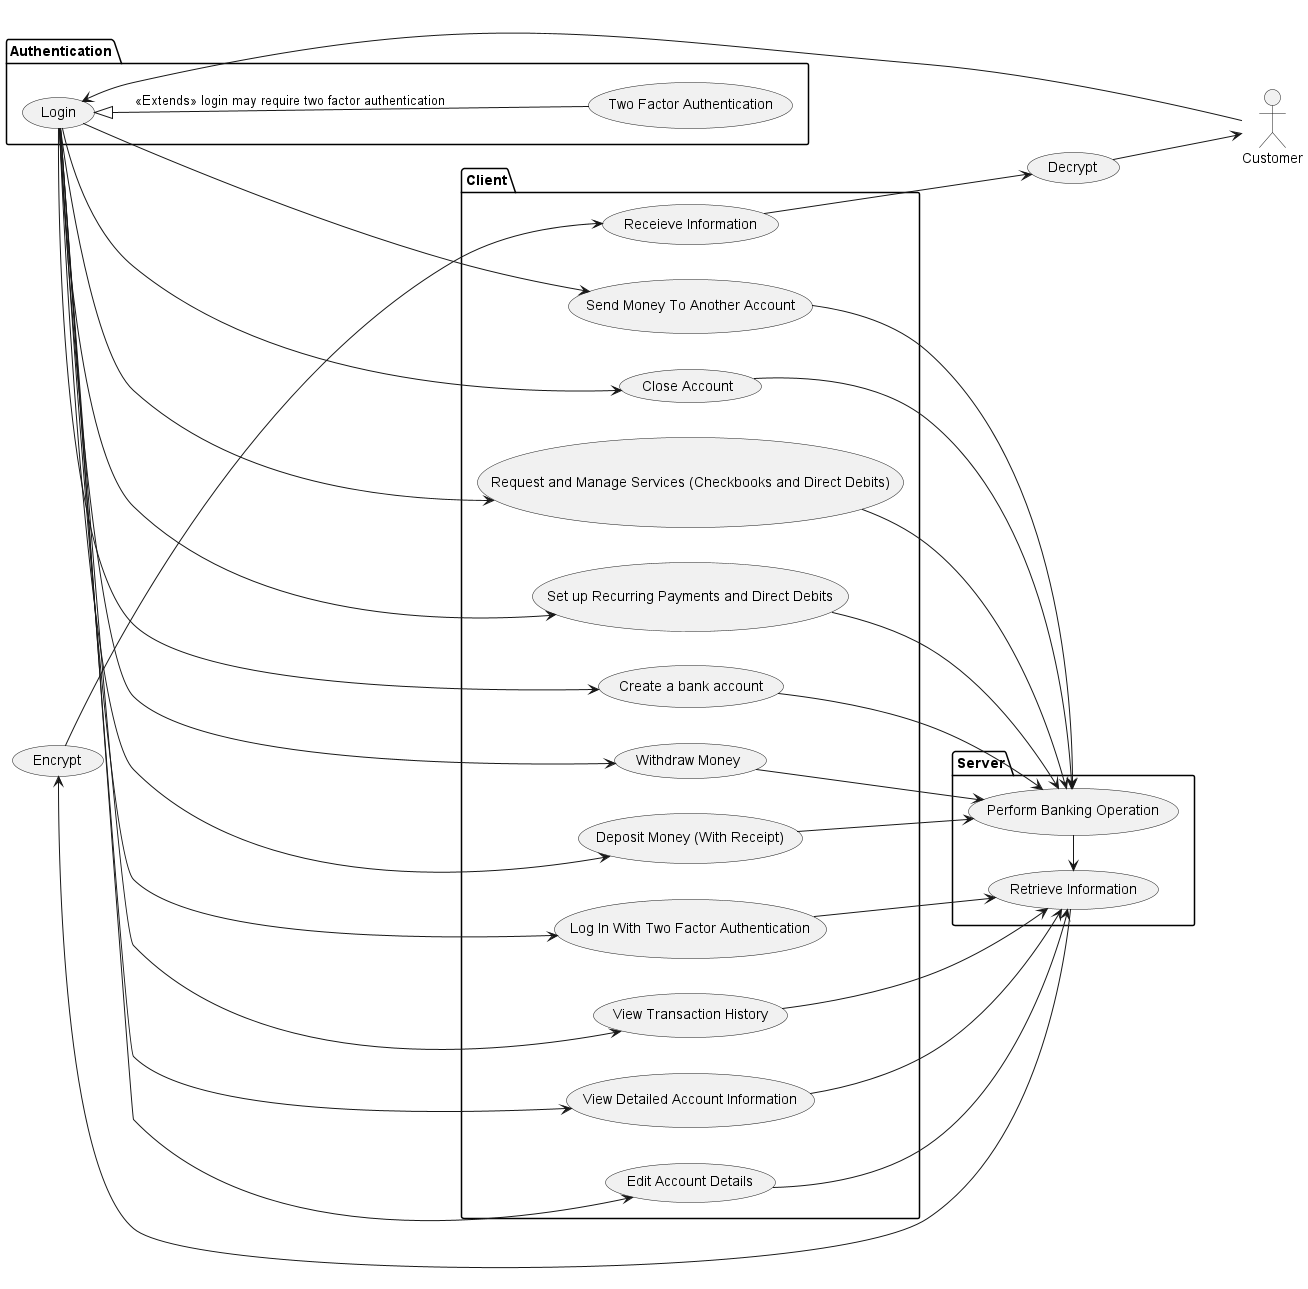 Authentication
Login
«Extends» login may require two factor authentication
Two Factor Authentication
Customer
Decrypt
Client
Receieve Information
Send Money To Another Account
Close Account
Request and Manage Services (Checkbooks and Direct Debits)
Set up Recurring Payments and Direct Debits
Create a bank account
Encrypt
Withdraw Money
Server
Perform Banking Operation
Deposit Money (With Receipt)
Retrieve Information
Log In With Two Factor Authentication
View Transaction History
View Detailed Account Information
Edit Account Details